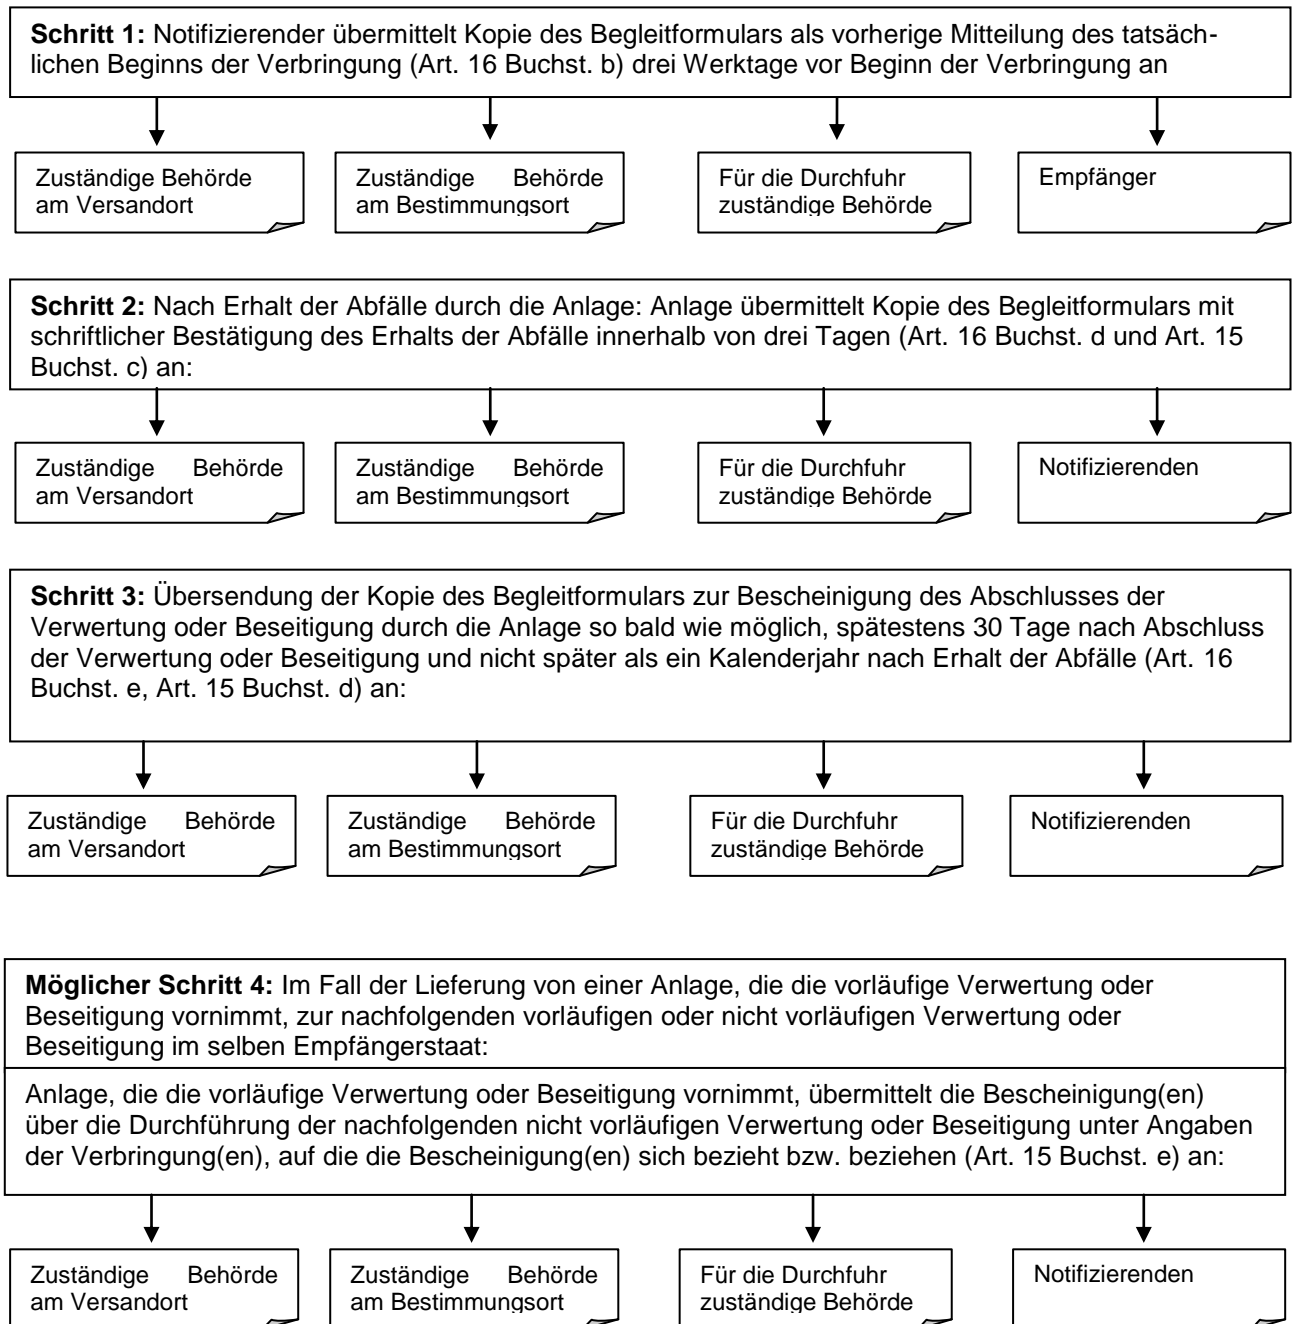 Schritt 1: Notifizierender übermittelt Kopie des Begleitformulars als vorherige Mitteilung des tatsäch-
lichen Beginns der Verbringung (Art. 16 Buchst. b) drei Werktage vor Beginn der Verbringung an
Zuständige Behörde
am Versandort
Zuständige Behörde
am Bestimmungsort
Für die Durchfuhr
zuständige Behörde
Empfänger
Schritt 2: Nach Erhalt der Abfälle durch die Anlage: Anlage übermittelt Kopie des Begleitformulars mit
schriftlicher Bestätigung des Erhalts der Abfälle innerhalb von drei Tagen (Art. 16 Buchst. d und Art. 15
Buchst. c) an:
Zuständige Behörde
am Versandort
Zuständige Behörde
am Bestimmungsort
Für die Durchfuhr
zuständige Behörde
Notifizierenden
Schritt 3: Übersendung der Kopie des Begleitformulars zur Bescheinigung des Abschlusses der
Verwertung oder Beseitigung durch die Anlage so bald wie möglich, spätestens 30 Tage nach Abschluss
der Verwertung oder Beseitigung und nicht später als ein Kalenderjahr nach Erhalt der Abfälle (Art. 16
Buchst. e, Art. 15 Buchst. d) an:
Zuständige Behörde
am Versandort
Zuständige Behörde
am Bestimmungsort
Für die Durchfuhr
zuständige Behörde
Notifizierenden
Möglicher Schritt 4: Im Fall der Lieferung von einer Anlage, die die vorläufige Verwertung oder
Beseitigung vornimmt, zur nachfolgenden vorläufigen oder nicht vorläufigen Verwertung oder
Beseitigung im selben Empfängerstaat:
Anlage, die die vorläufige Verwertung oder Beseitigung vornimmt, übermittelt die Bescheinigung(en)
über die Durchführung der nachfolgenden nicht vorläufigen Verwertung oder Beseitigung unter Angaben
der Verbringung(en), auf die die Bescheinigung(en) sich bezieht bzw. beziehen (Art. 15 Buchst. e) an:
Zuständige Behörde
am Versandort
Zuständige Behörde
am Bestimmungsort
Für die Durchfuhr
zuständige Behörde
Notifizierenden